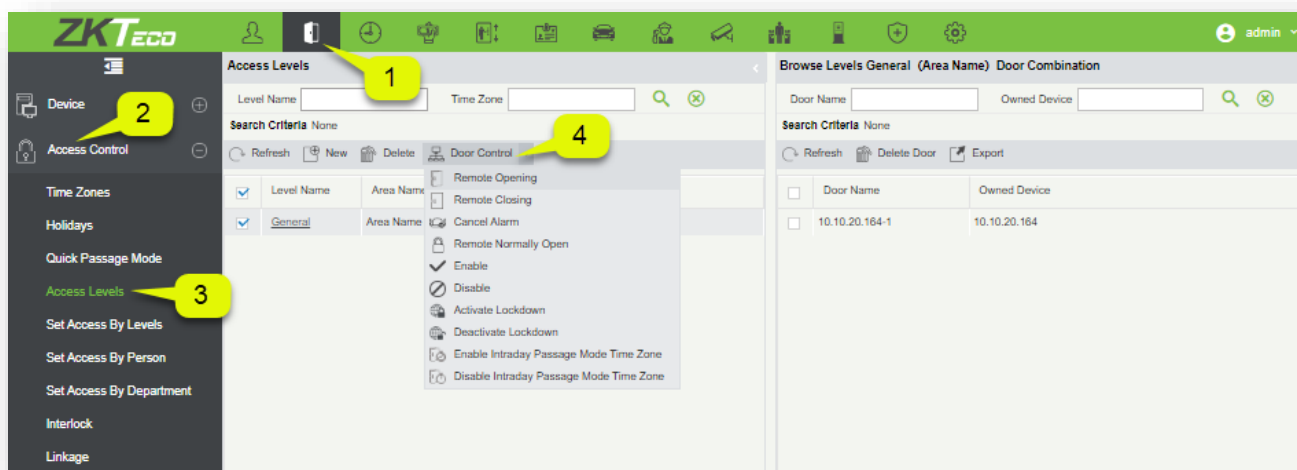 ZKTeco
admin
1
Access Levels
Level Name
Time Zone
Search Criteria None
Refresh New Delete Door Control
4
Level Name Area Name
General Area Name
Remote Opening
Remote Closing
Cancel Alarm
Remote Normally Open
Enable
Disable
Activate Lockdown
Deactivate Lockdown
Enable Intraday Passage Mode Time Zone
Disable Intraday Passage Mode Time Zone
Browse Levels General (Area Name) Door Combination
Door Name
Owned Device
Search Criteria None
Refresh Delete Door Export
Door Name Owned Device
10.10.20.164-1 10.10.20.164
Device
2
Access Control
Time Zones
Holidays
Quick Passage Mode
Access Levels
3
Set Access By Levels
Set Access By Person
Set Access By Department
Interlock
Linkage